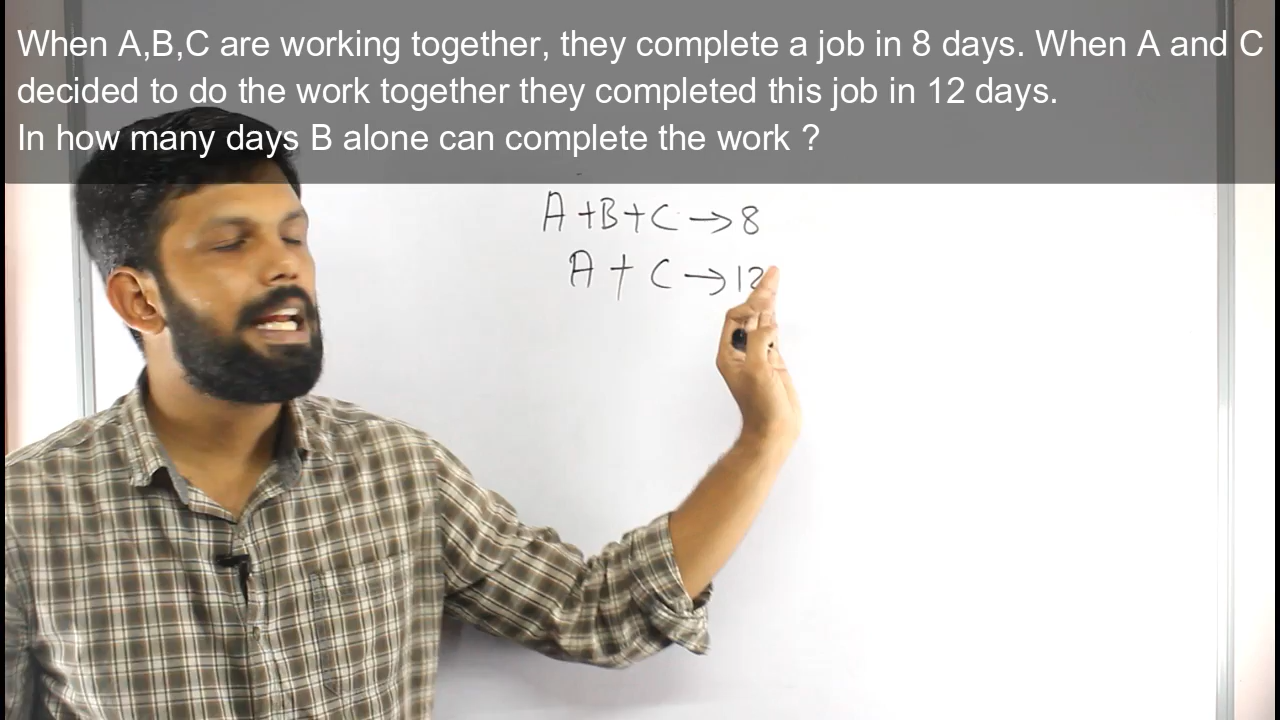 When A,B,C are working together, they complete a job in 8 days. When A and C
decided to do the work together they completed this job in 12 days.
In how many days B alone can complete the work ?
A+B+C→8
A+C→12